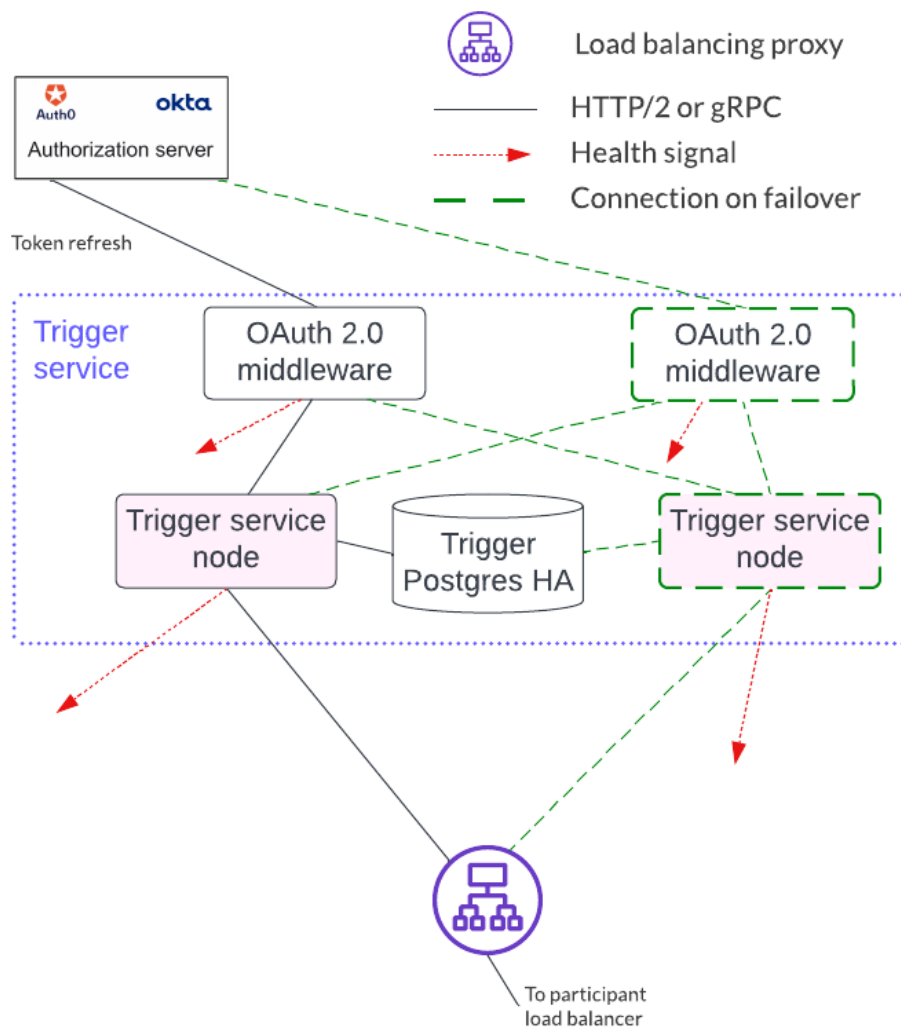 Load balancing proxy
HTTP/2 or gRPC
Health signal
Connection on failover
Auth0
okta
Authorization server
Token refresh
Trigger
service
OAuth 2.0
middleware
OAuth 2.0
middleware
Trigger service
node
Trigger
Postgres HA
Trigger service
node
To participant
load balancer